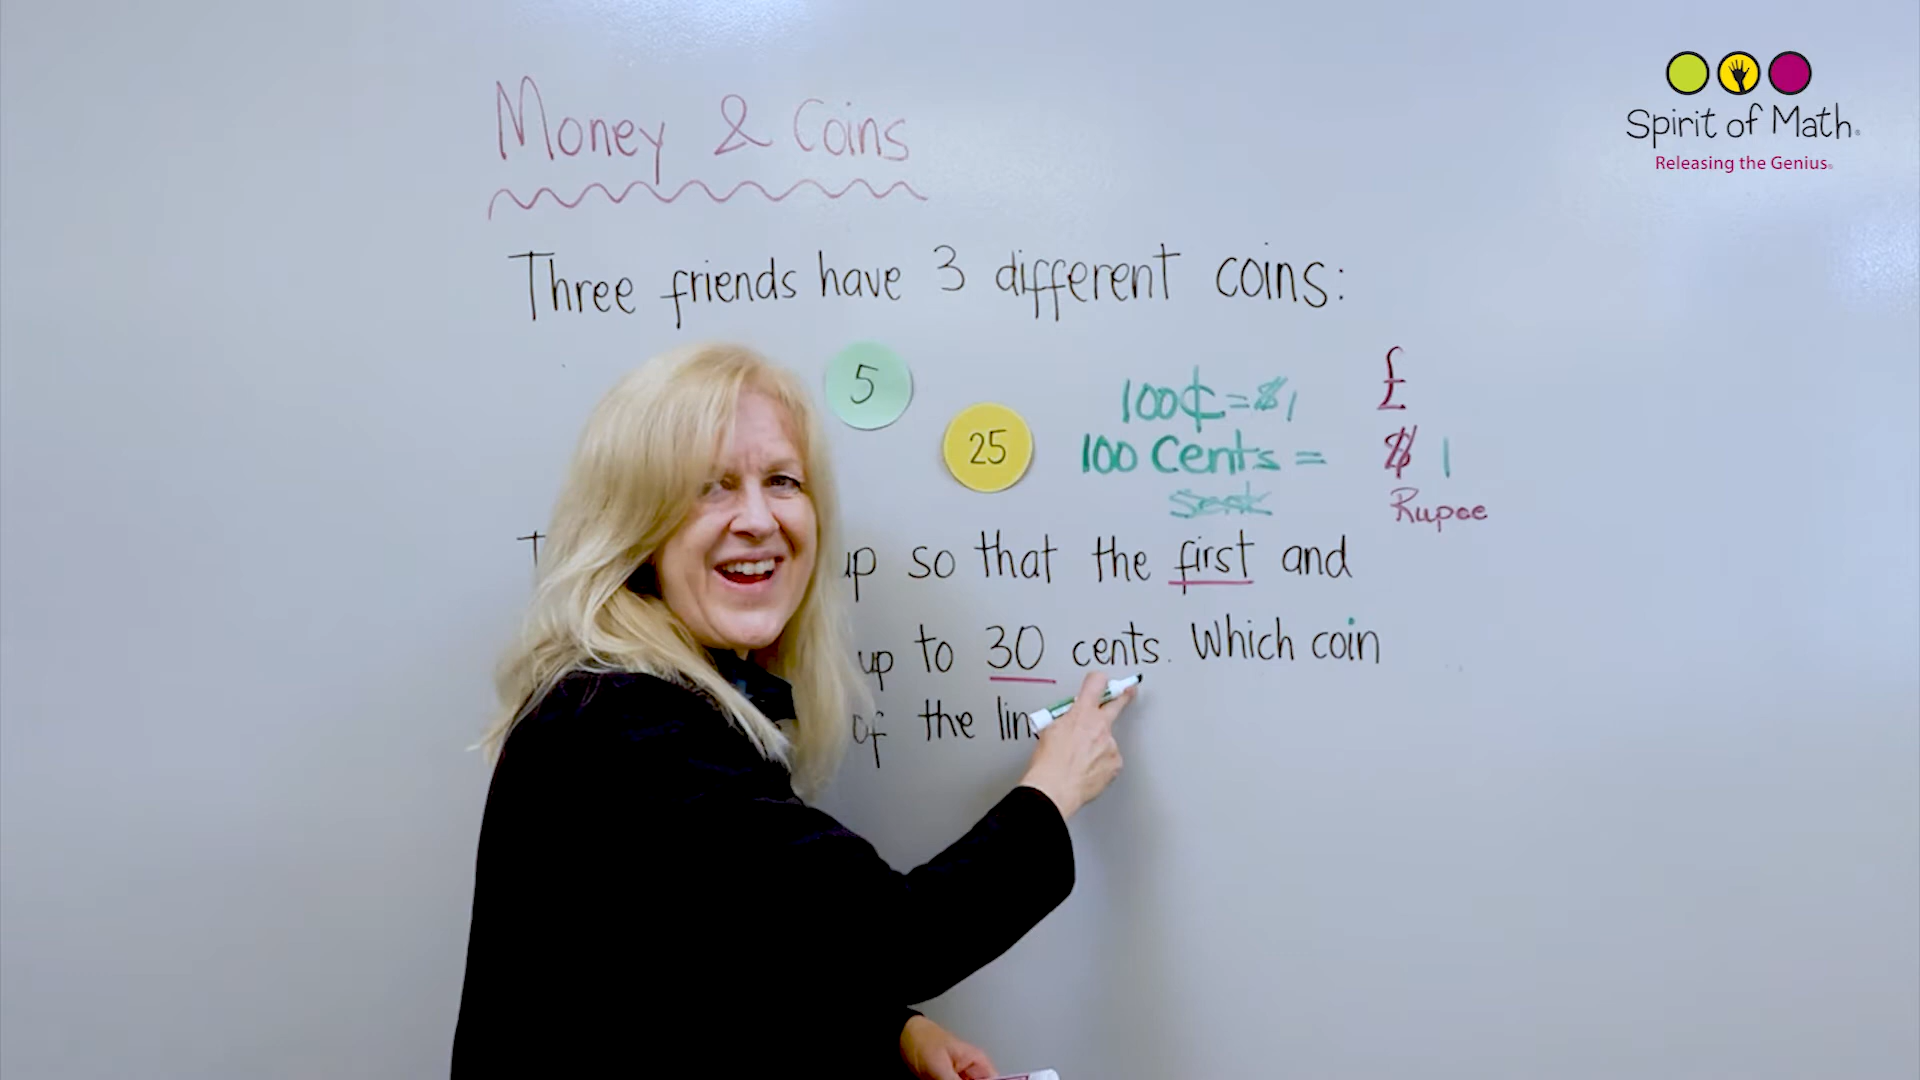 Money & Coins
Spirit of Math
Releasing the Genius
Three friends have 3 different coins:
5
25
100¢=$1
£
100 Cents = $ 1
Rupee
up so that the first and
up to 30 cents. Which coin
of the